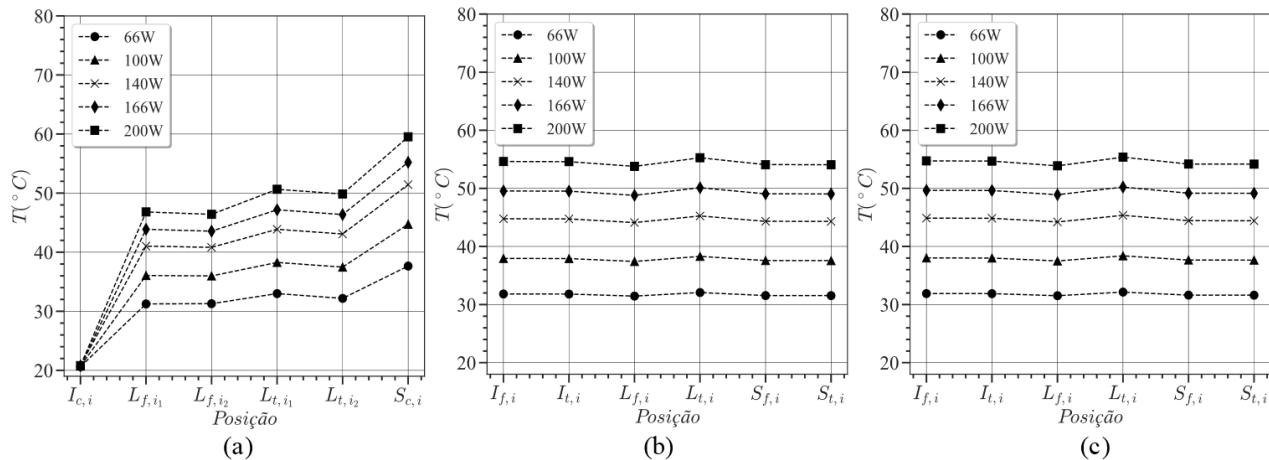 80
70
60
50
40
30
20
T(°C)
66W
100W
140W
166W
200W
I_{c,i} L_{f,i_1} L_{f,i_2} L_{t,i_1} L_{t,i_2} S_{c,i}
Posição
(a)
80
70
60
50
40
30
20
T(°C)
66W
100W
140W
166W
200W
I_{f,i} I_{t,i} L_{f,i} L_{t,i} S_{f,i} S_{t,i}
Posição
(b)
80
70
60
50
40
30
20
T(°C)
66W
100W
140W
166W
200W
I_{f,i} I_{t,i} L_{f,i} L_{t,i} S_{f,i} S_{t,i}
Posição
(c)